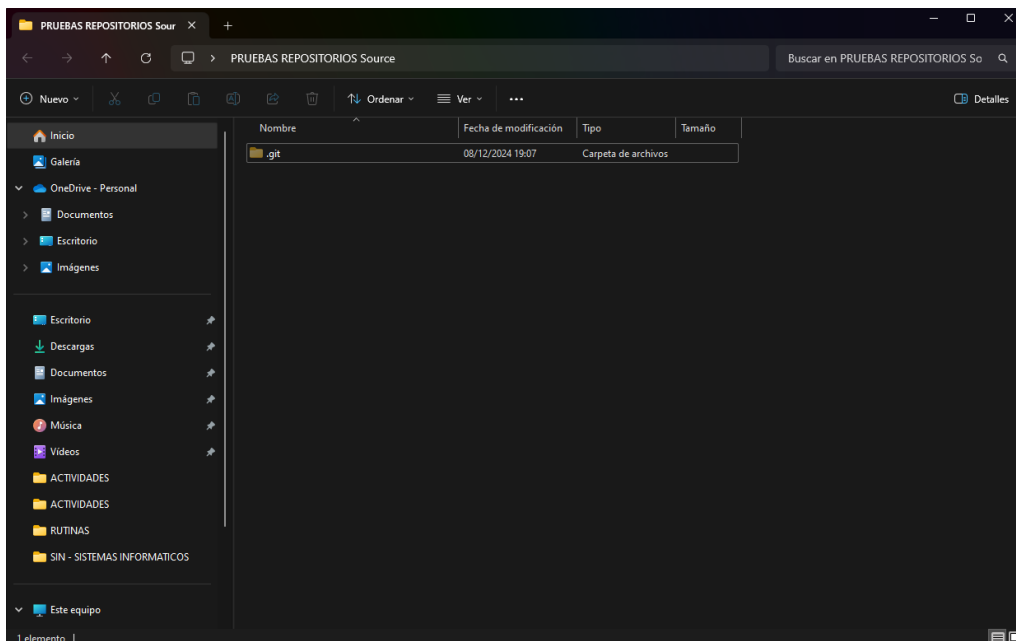 PRUEBAS REPOSITORIOS Sour
PRUEBAS REPOSITORIOS Source
Buscar en PRUEBAS REPOSITORIOS So
Nuevo
Ordenar
Ver
Detalles
Inicio
Galería
OneDrive - Personal
Documentos
Escritorio
Imágenes
Escritorio
Descargas
Documentos
Imágenes
Música
Vídeos
ACTIVIDADES
ACTIVIDADES
RUTINAS
SIN - SISTEMAS INFORMATICOS
Este equipo
Nombre Fecha de modificación Tipo Tamaño
.git 08/12/2024 19:07 Carpeta de archivos
1 elemento